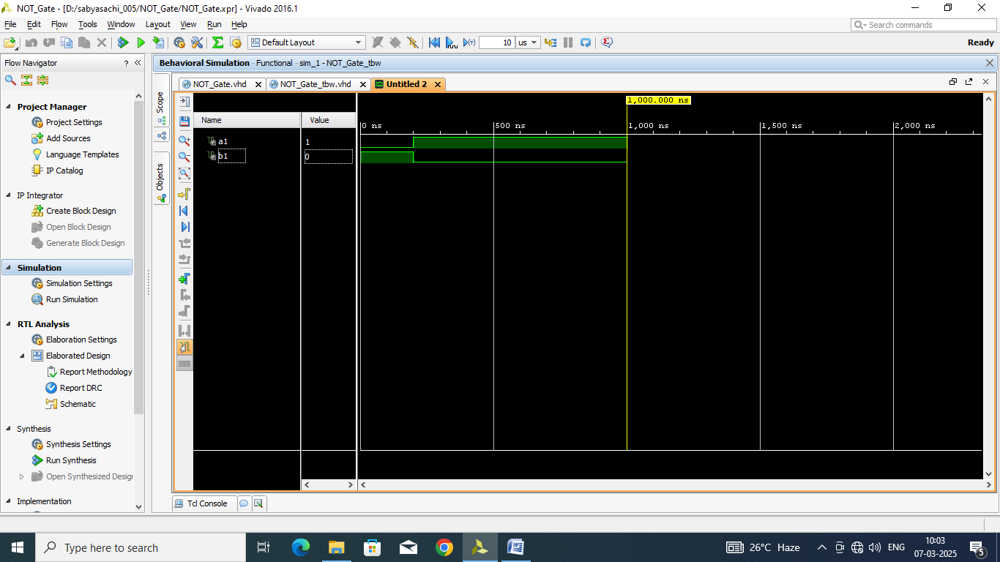 NOT_Gate - [D:/sabyasachi_005/NOT_Gate/NOT_Gate.xpr] - Vivado 2016.1
File Edit Flow Tools Window Layout View Run Help
Search commands
Default Layout 10 us Ready
Flow Navigator ? «
Behavioral Simulation - Functional - sim_1 - NOT_Gate_tbw
NOT_Gate.vhd NOT_Gate_tbw.vhd Untitled 2
Project Manager
Project Settings
Add Sources
Language Templates
IP Catalog
IP Integrator
Create Block Design
Open Block Design
Generate Block Design
Simulation
Simulation Settings
Run Simulation
RTL Analysis
Elaboration Settings
Elaborated Design
Report Methodology
Report DRC
Schematic
Synthesis
Synthesis Settings
Run Synthesis
Open Synthesized Design
Implementation
Scope
Objects
Name Value
a1 1
b1 0
1,000.000 ns
0 ns 500 ns 1,000 ns 1,500 ns 2,000 ns
Tcl Console
Type here to search
26°C Haze
ENG
10:03
07-03-2025
5